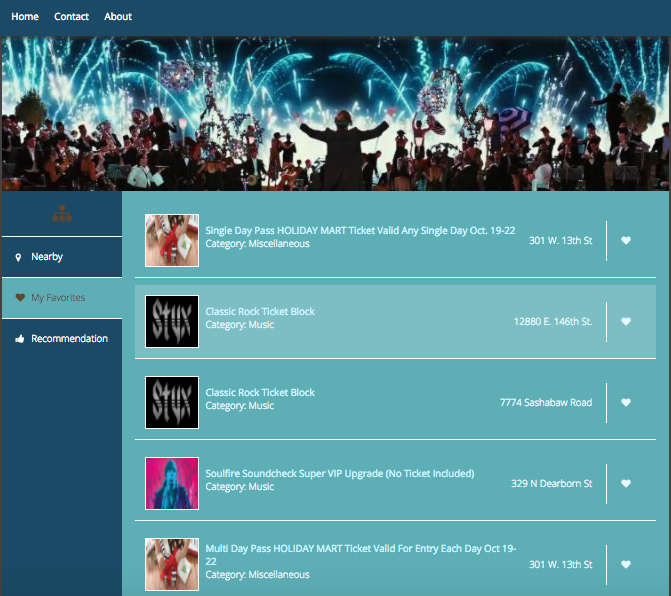 Home Contact About
Nearby
My Favorites
Recommendation
Single Day Pass HOLIDAY MART Ticket Valid Any Single Day Oct. 19-22
Category: Miscellaneous
301 W. 13th St
STYX
Classic Rock Ticket Block
Category: Music
12880 E. 146th St.
STYX
Classic Rock Ticket Block
Category: Music
7774 Sashabaw Road
Soulfire Soundcheck Super VIP Upgrade (No Ticket Included)
Category: Music
329 N Dearborn St
Multi Day Pass HOLIDAY MART Ticket Valid For Entry Each Day Oct 19-
22
Category: Miscellaneous
301 W. 13th St